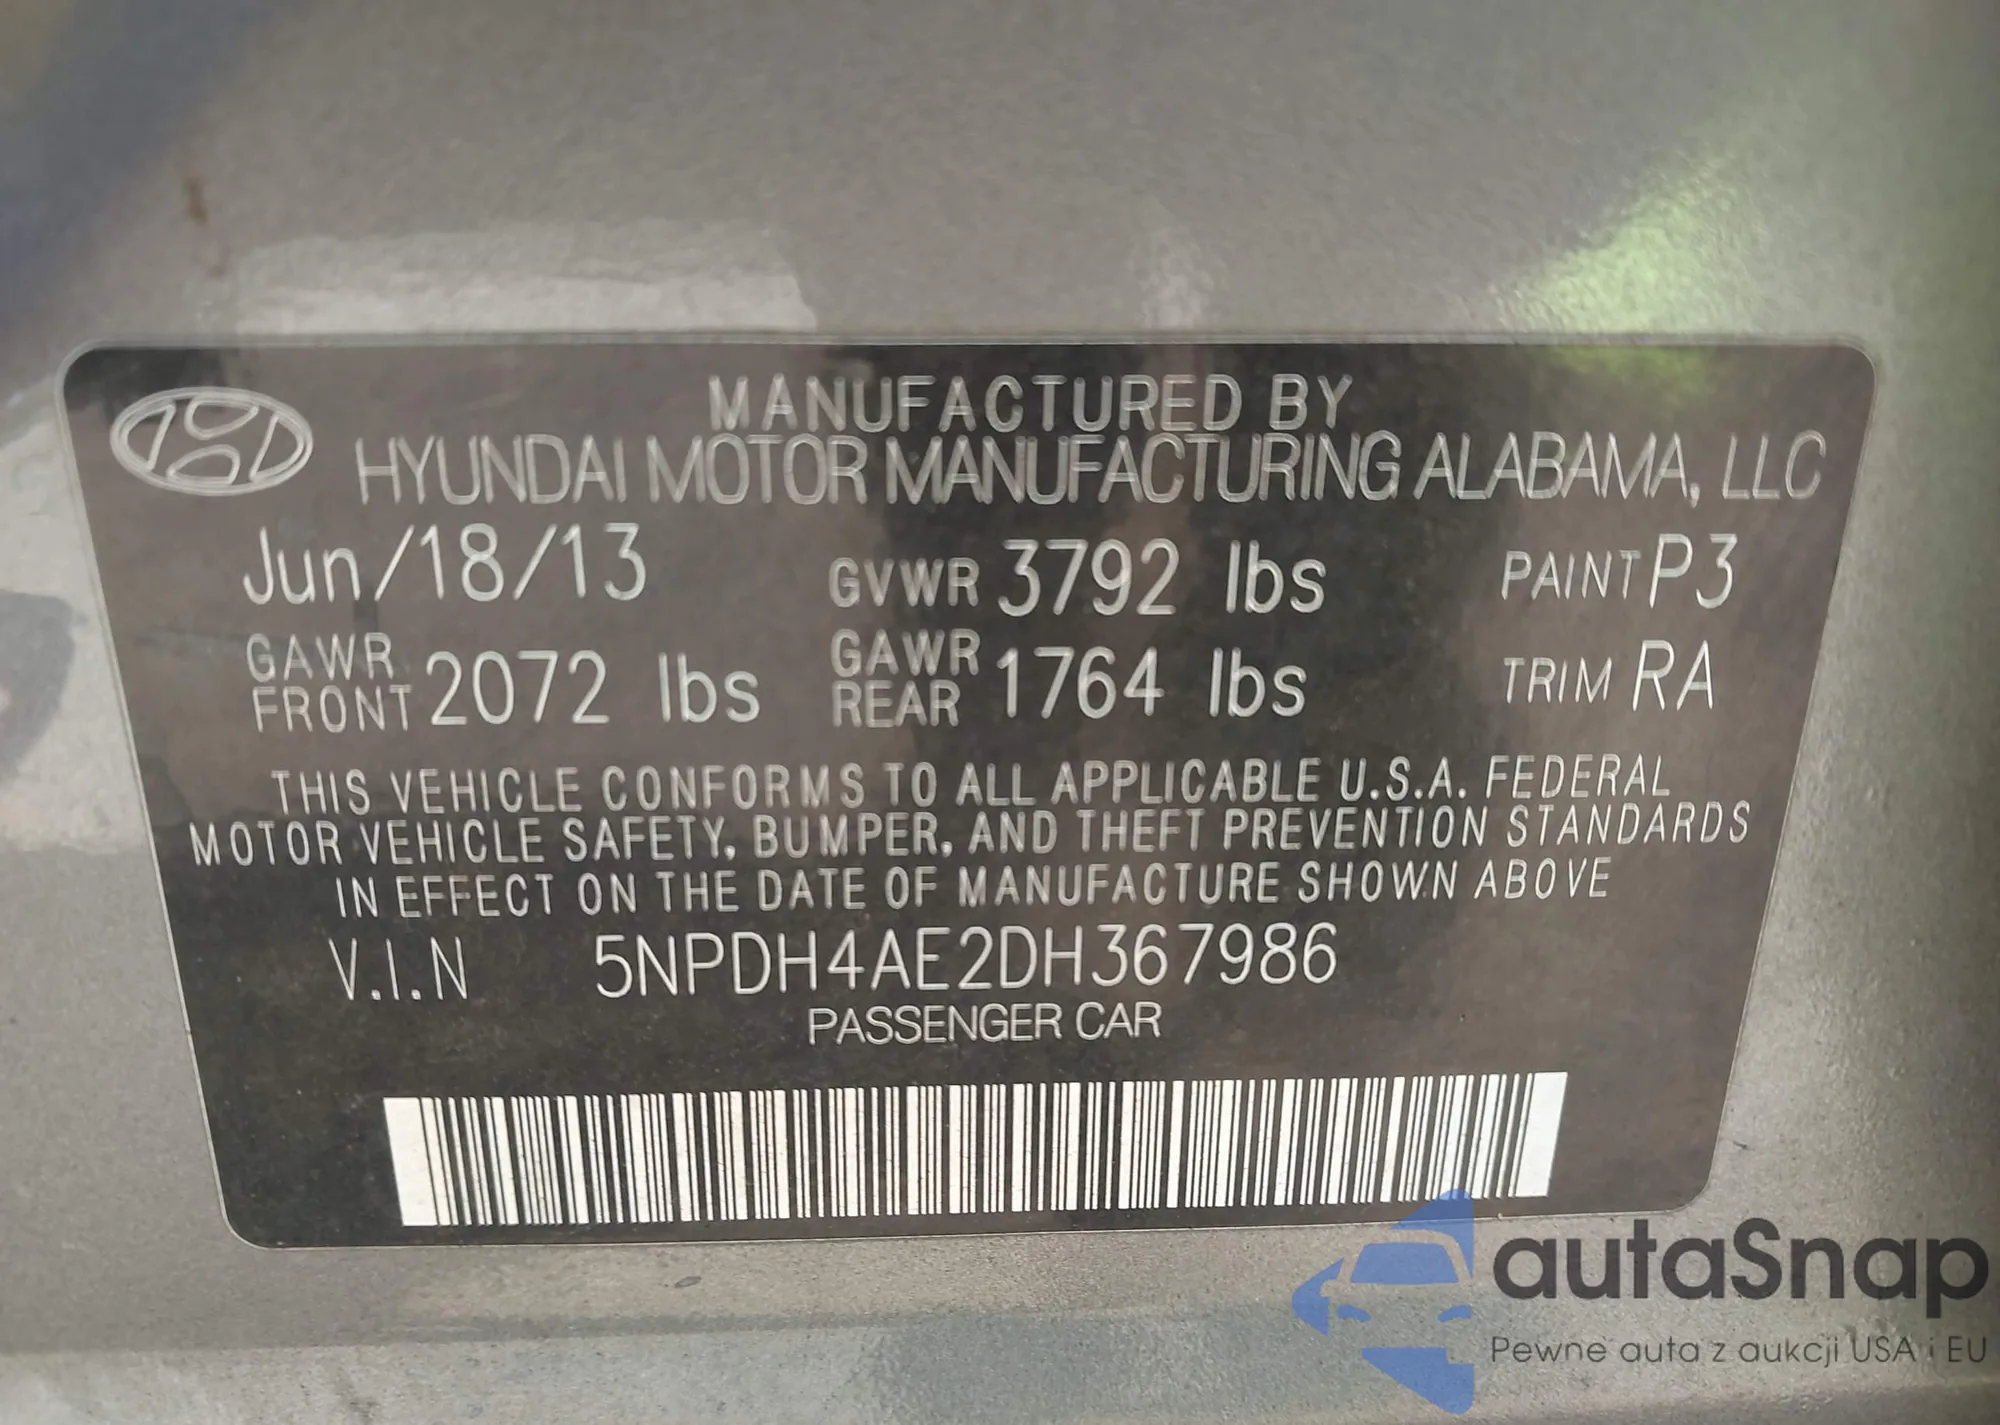 MANUFACTURED BY
HYUNDAI MOTOR MANUFACTURING ALABAMA, LLC
Jun/18/13 GVWR 3792 lbs PAINT P3
GAWR FRONT 2072 lbs GAWR REAR 1764 lbs TRIM RA
THIS VEHICLE CONFORMS TO ALL APPLICABLE U.S.A. FEDERAL
MOTOR VEHICLE SAFETY, BUMPER, AND THEFT PREVENTION STANDARDS
IN EFFECT ON THE DATE OF MANUFACTURE SHOWN ABOVE
V.I.N 5NPDH4AE2DH367986
PASSENGER CAR
autaSnap
Pewne auta z aukcji USA i EU